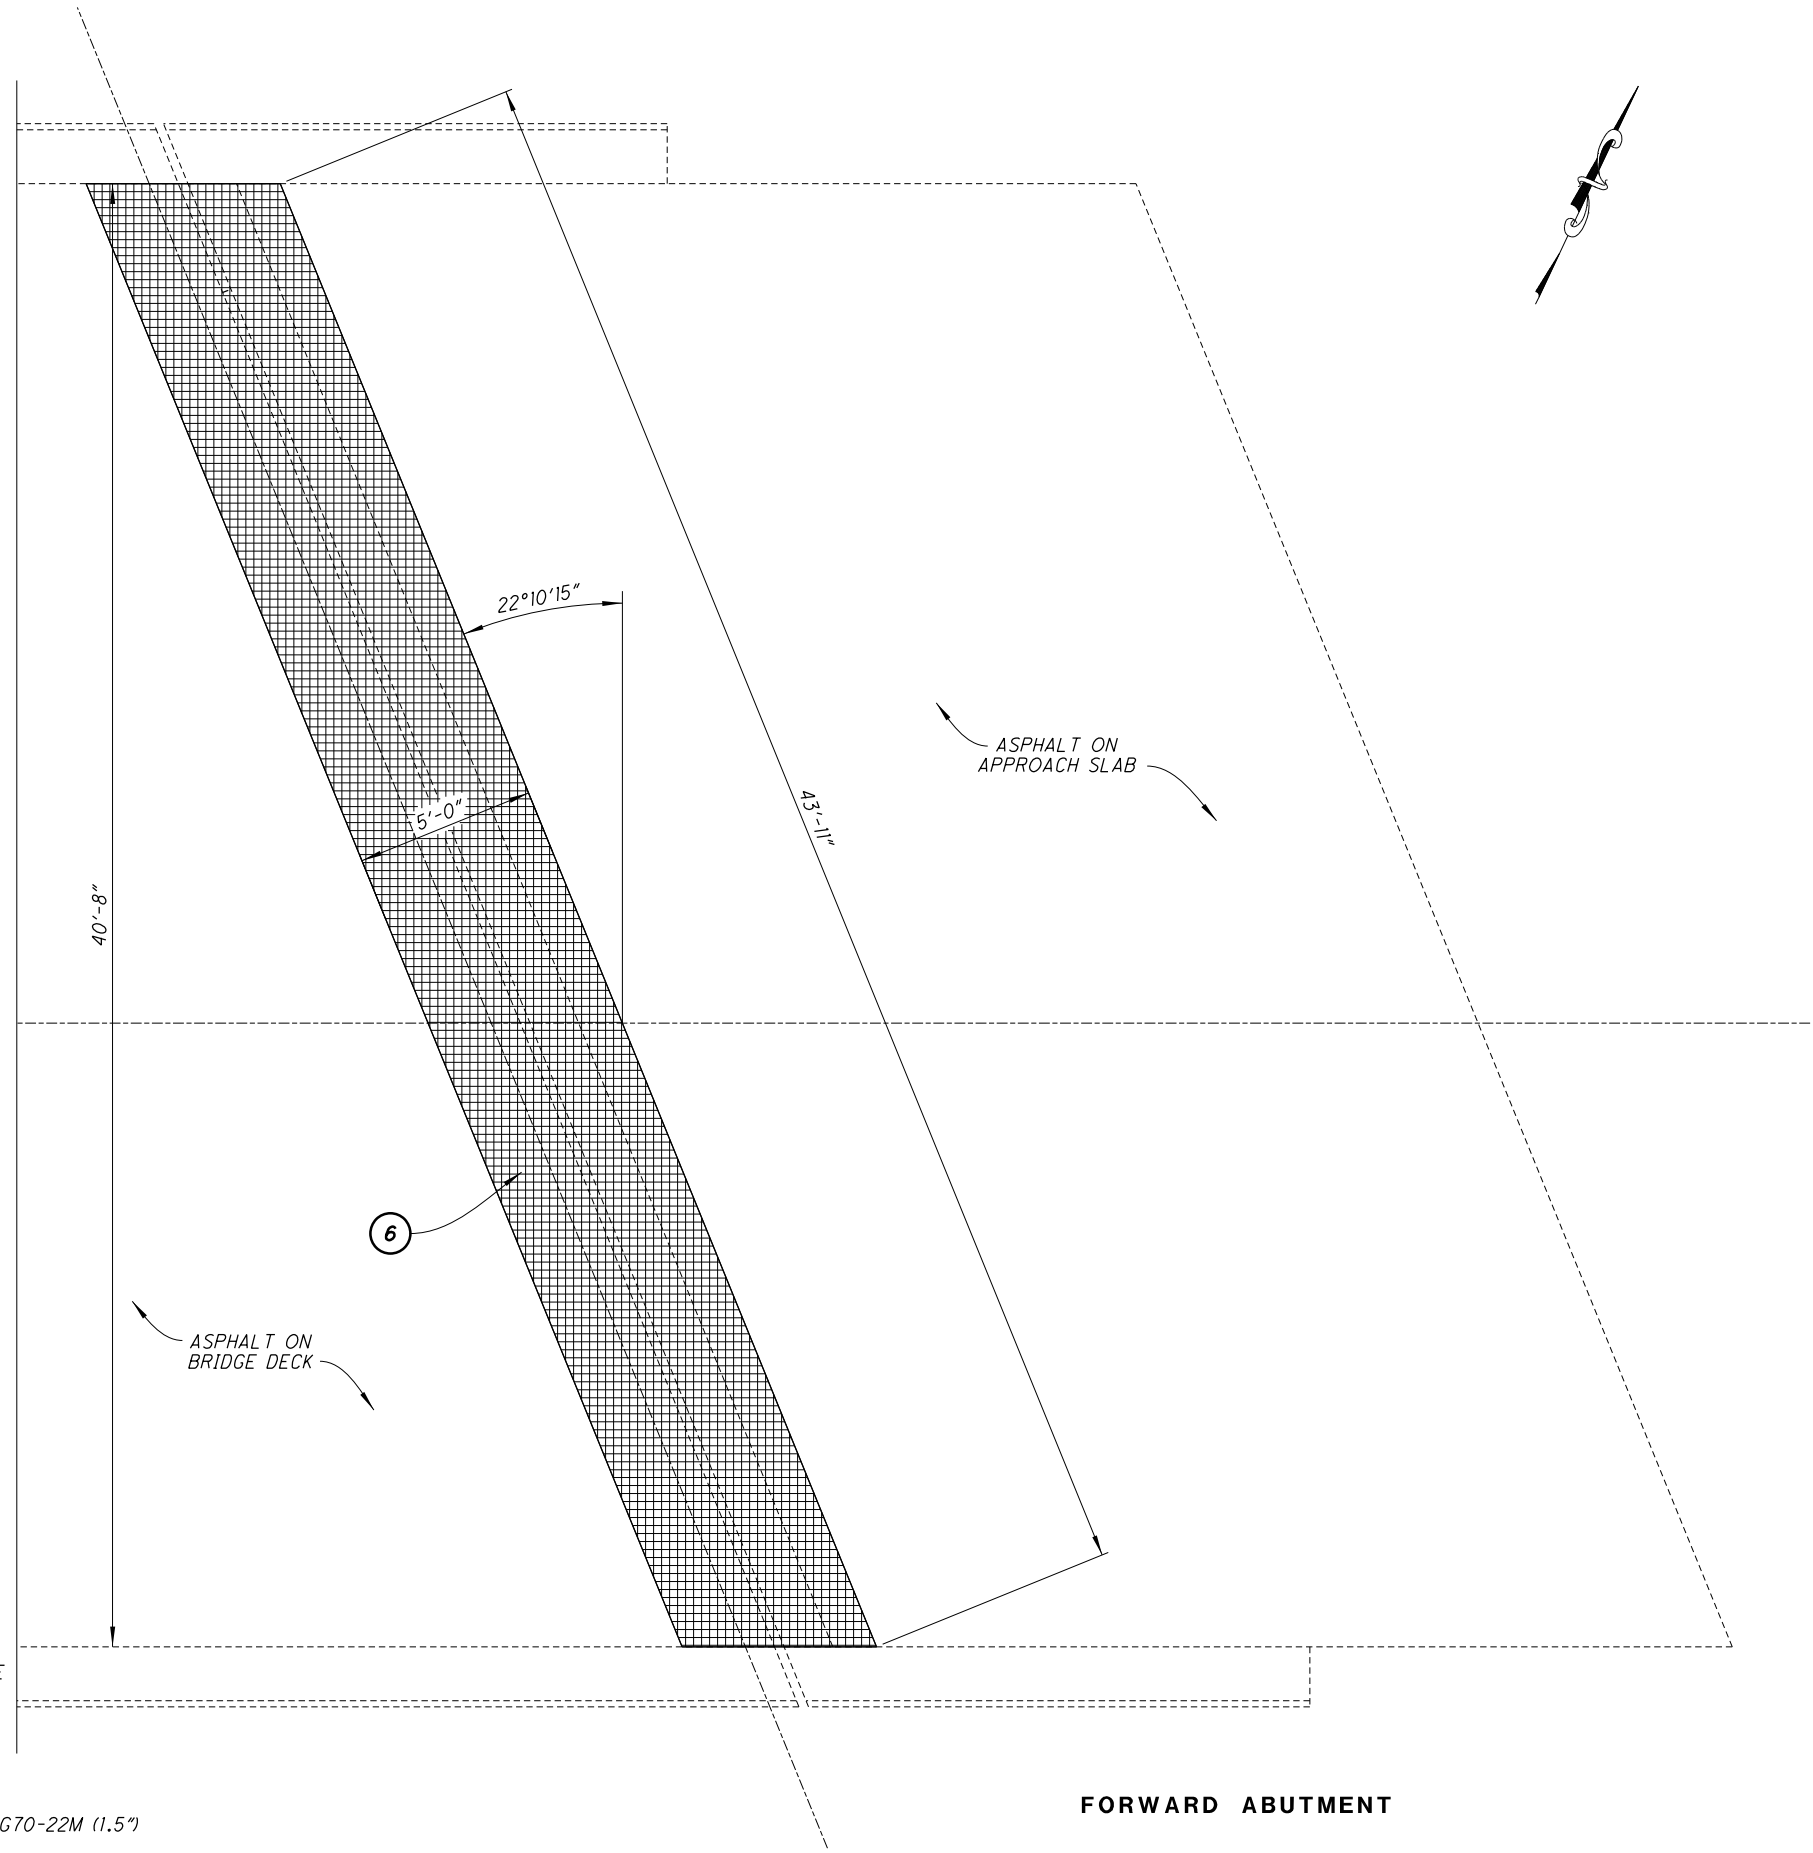 22°10'15"
ASPHALT ON
APPROACH SLAB
5'-0"
43'-11"
40'-8"
6
ASPHALT ON
BRIDGE DECK
FORWARD ABUTMENT
G70-22M (1.5")